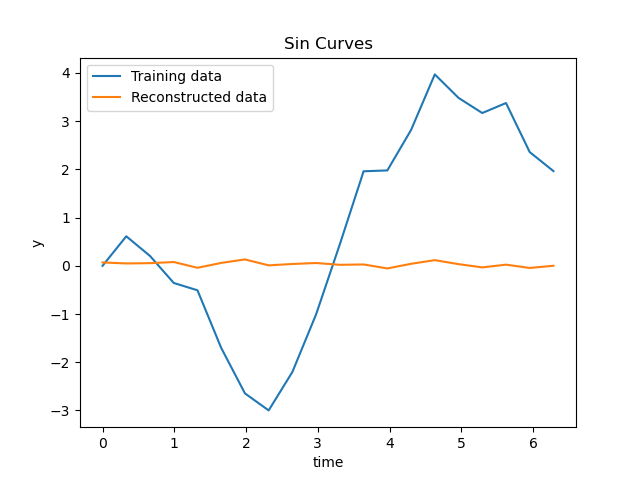 Sin Curves
Training data
Reconstructed data
4
3
2
1
0
−1
−2
−3
y
0 1 2 3 4 5 6
time